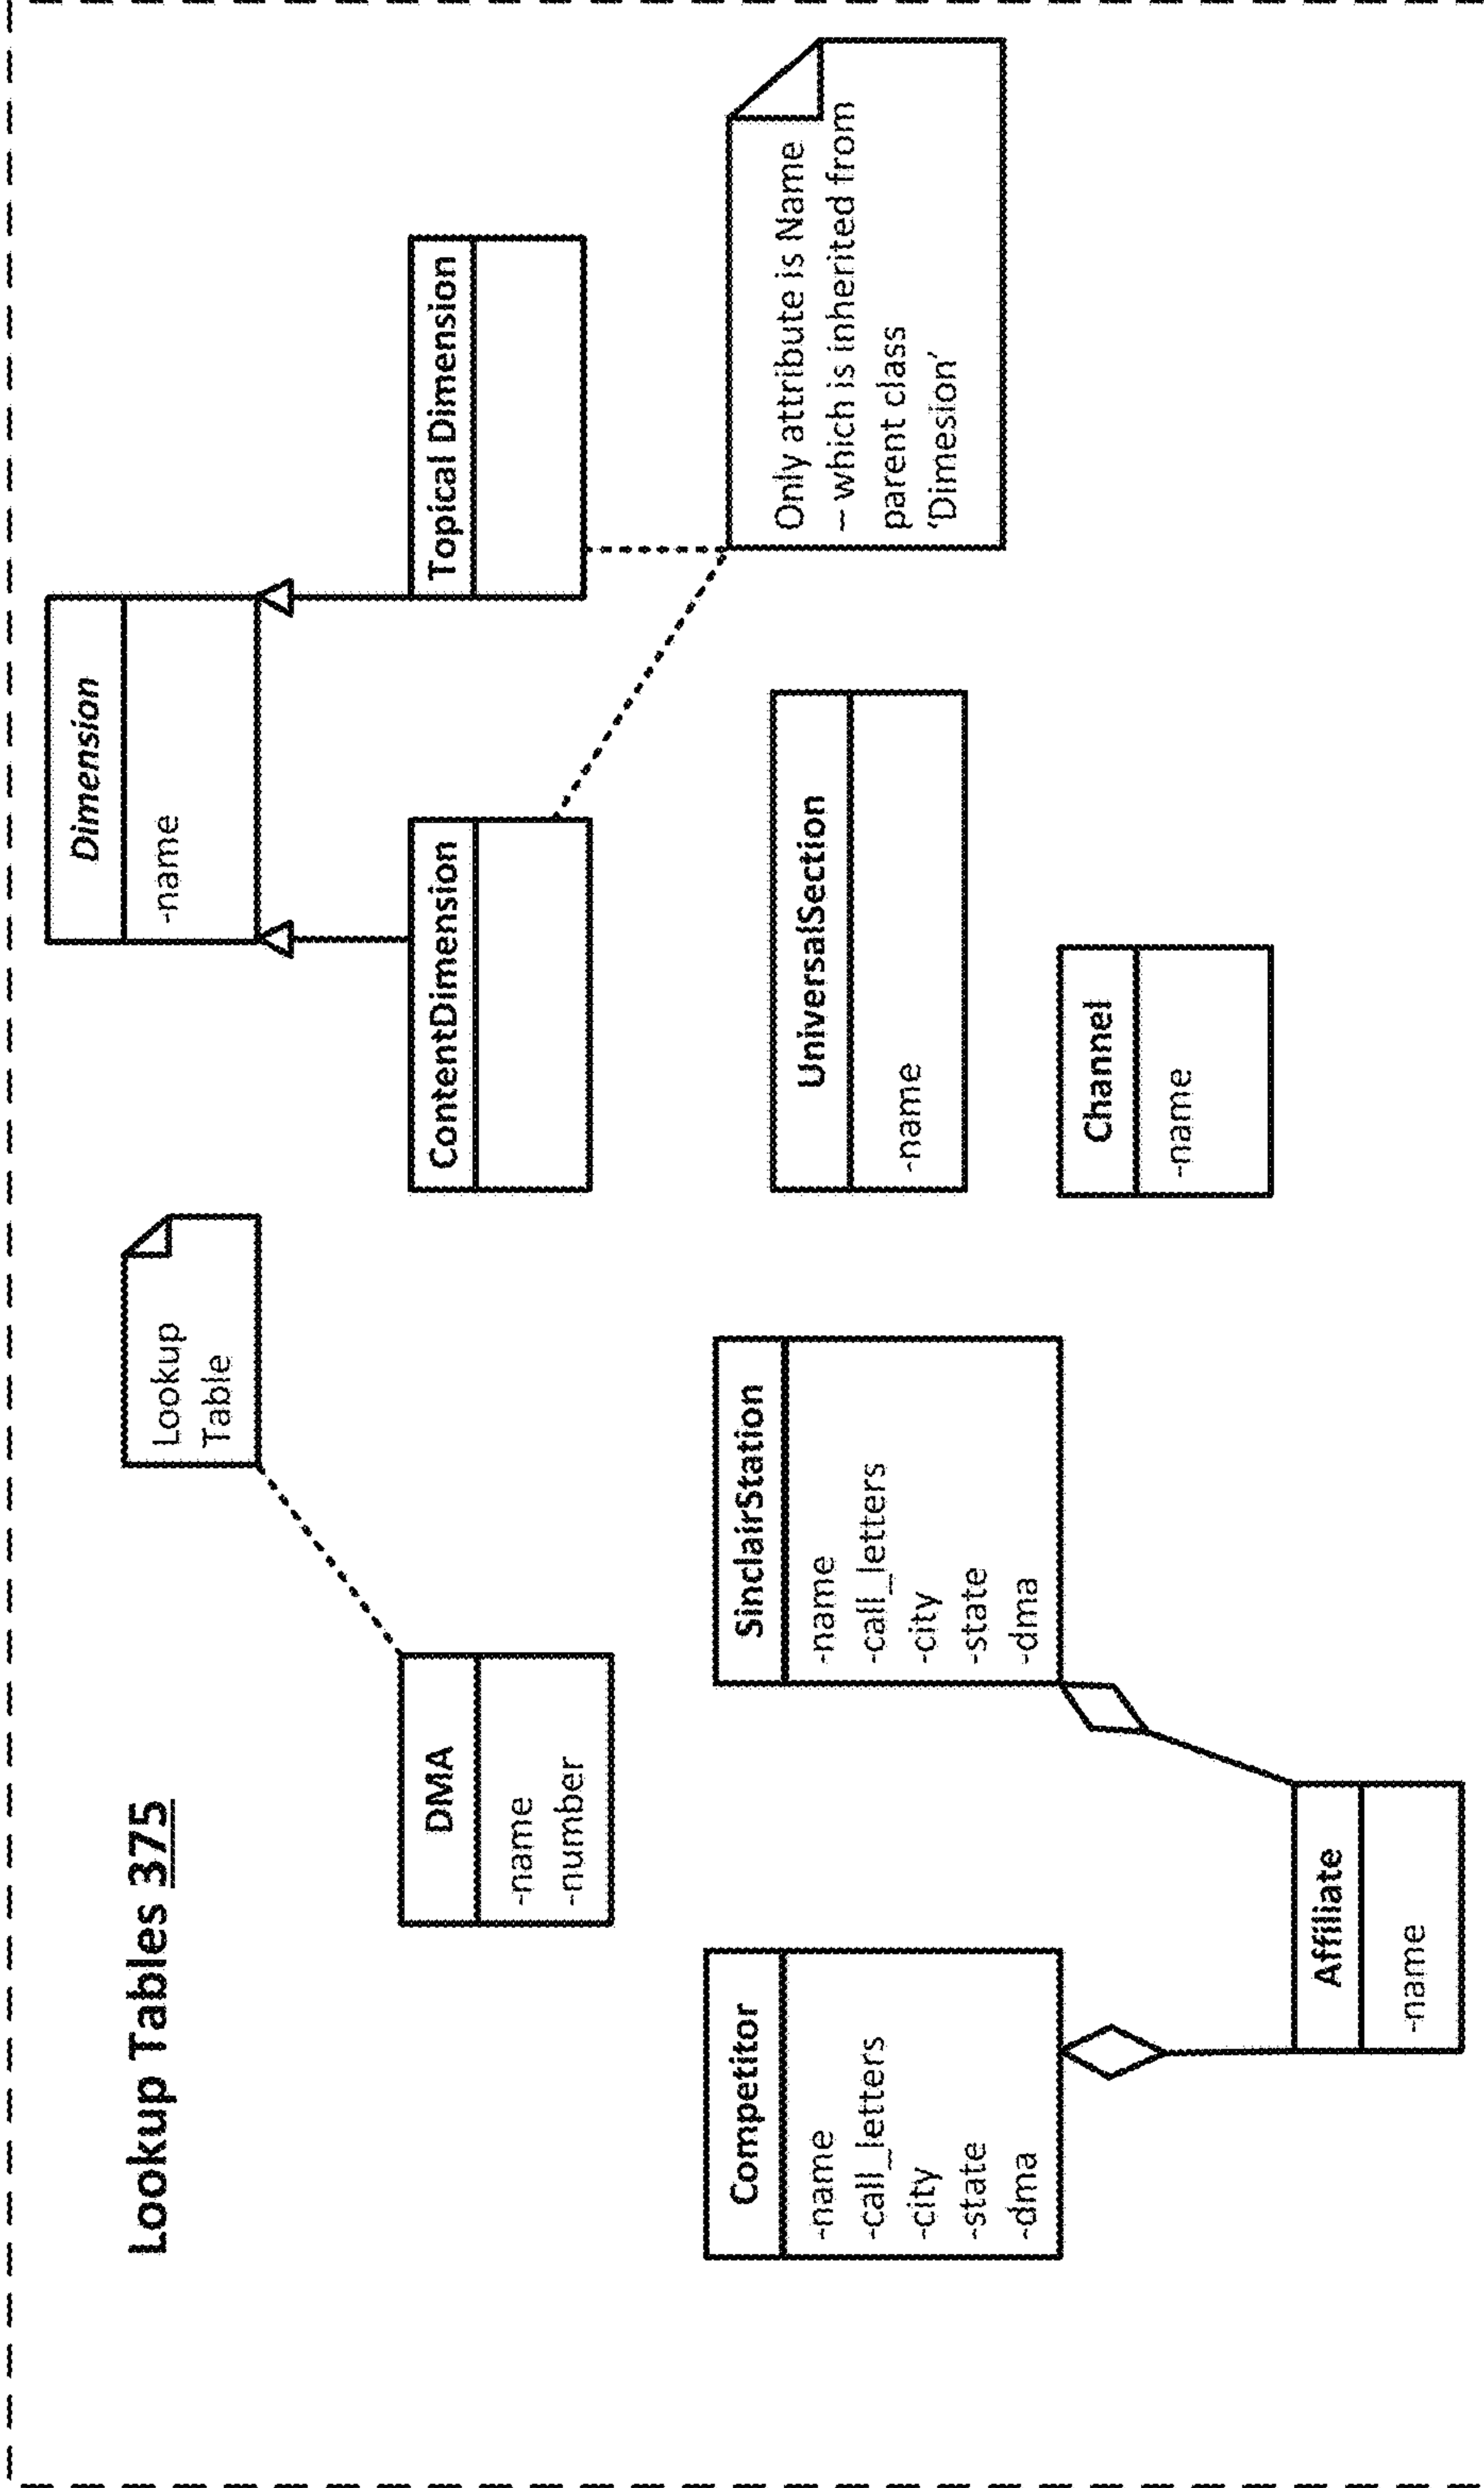 Lookup Tables 375
Lookup
Table
Dimension
-name
DMA
-name
-number
ContentDimension
Topical Dimension
Competitor
-name
-call_letters
-city
-state
-dma
SinclairStation
-name
-call_letters
-city
-state
-dma
UniversalSection
-name
Only attribute is Name
– which is inherited from
parent class
‘Dimesion’
Channel
-name
Affiliate
-name